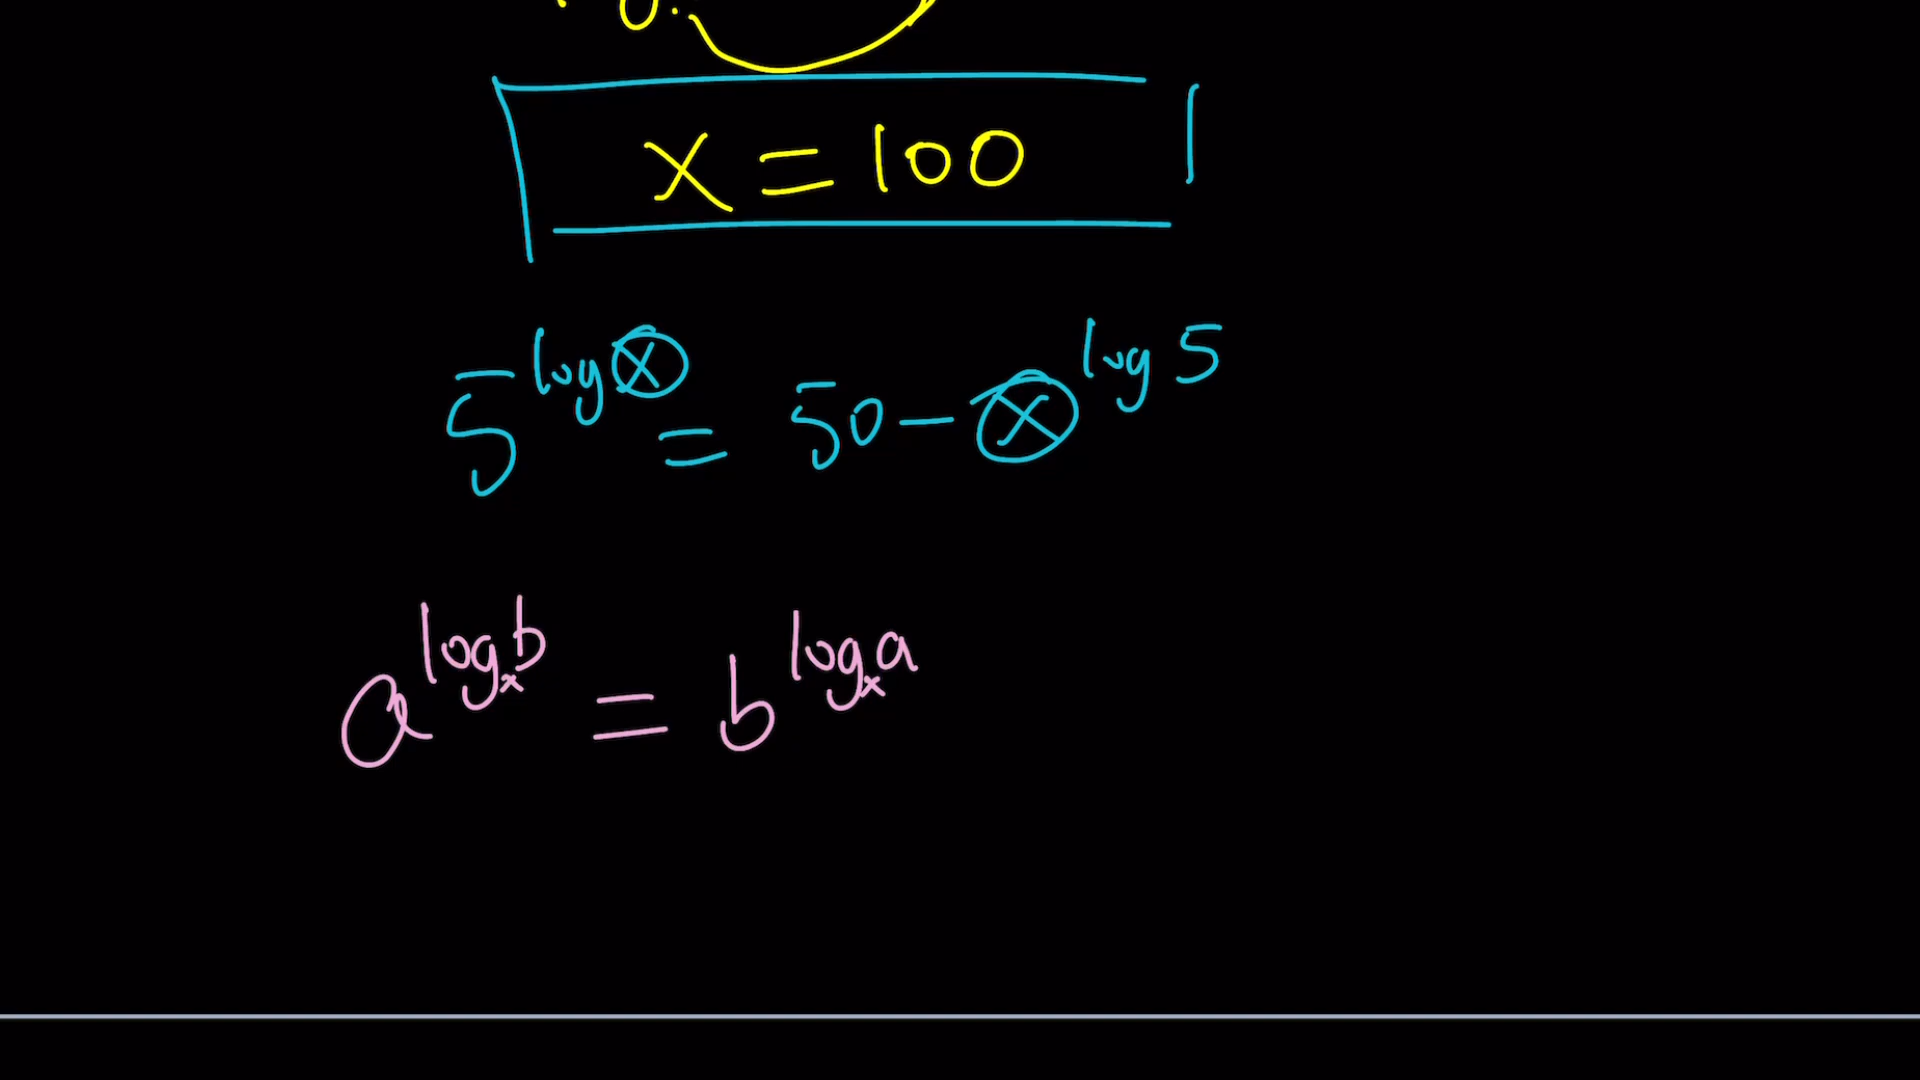 x = 100
5^log x = 50 - x^log 5
a^log_x b = b^log_x a